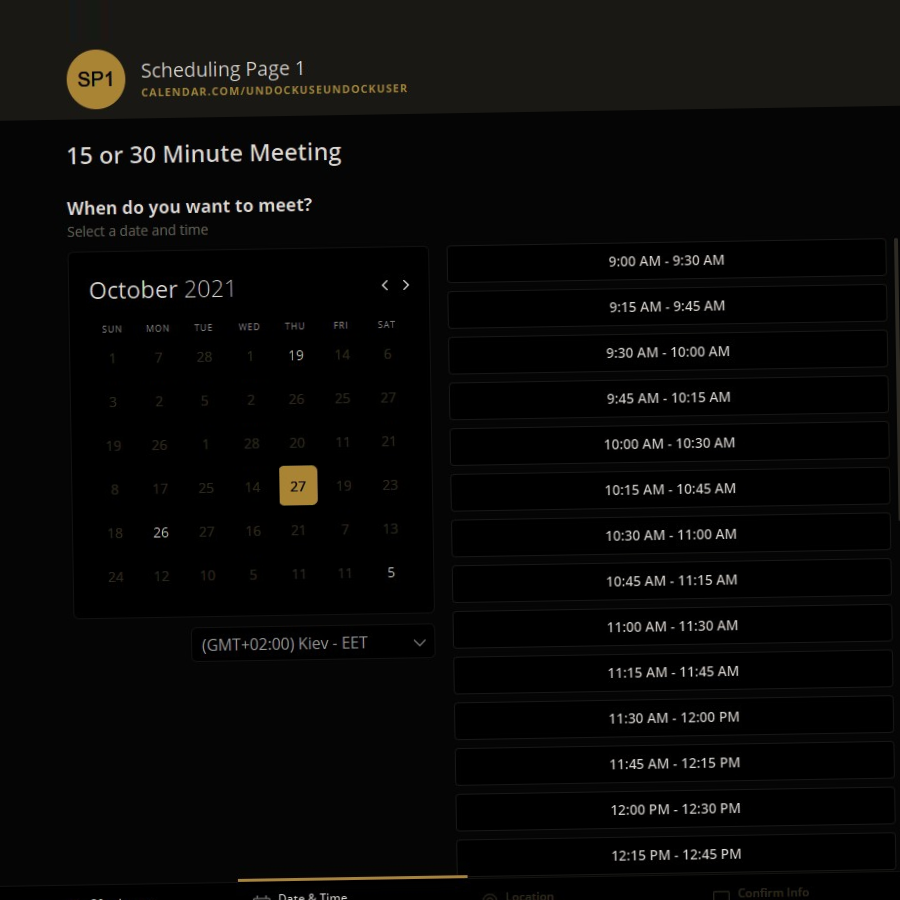 SP1
Scheduling Page 1
CALENDAR.COM/UNDOCKUSEUNDOCKUSER
15 or 30 Minute Meeting
When do you want to meet?
Select a date and time
October 2021
SUN MON TUE WED THU FRI SAT
1 7 28 1 19 14 6
3 2 5 2 26 25 27
19 26 1 28 20 11 21
8 17 25 14 27 19 23
18 26 27 16 21 7 13
24 12 10 5 11 11 5
(GMT+02:00) Kiev - EET
9:00 AM - 9:30 AM
9:15 AM - 9:45 AM
9:30 AM - 10:00 AM
9:45 AM - 10:15 AM
10:00 AM - 10:30 AM
10:15 AM - 10:45 AM
10:30 AM - 11:00 AM
10:45 AM - 11:15 AM
11:00 AM - 11:30 AM
11:15 AM - 11:45 AM
11:30 AM - 12:00 PM
11:45 AM - 12:15 PM
12:00 PM - 12:30 PM
12:15 PM - 12:45 PM
Date & Time
Location
Confirm Info